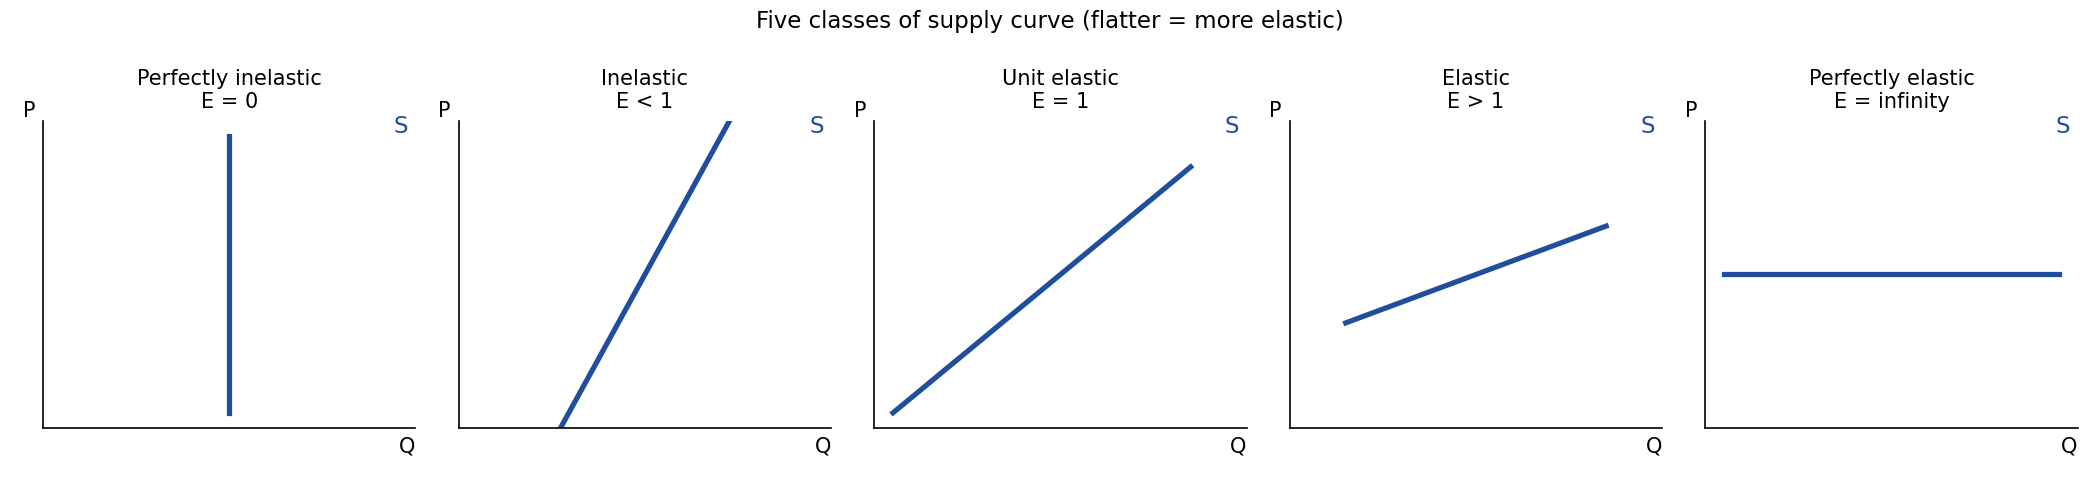 Five classes of supply curve (flatter = more elastic)
Perfectly inelastic
E = 0
P
S
Q
Inelastic
E < 1
P
S
Q
Unit elastic
E = 1
P
S
Q
Elastic
E > 1
P
S
Q
Perfectly elastic
E = infinity
P
S
Q